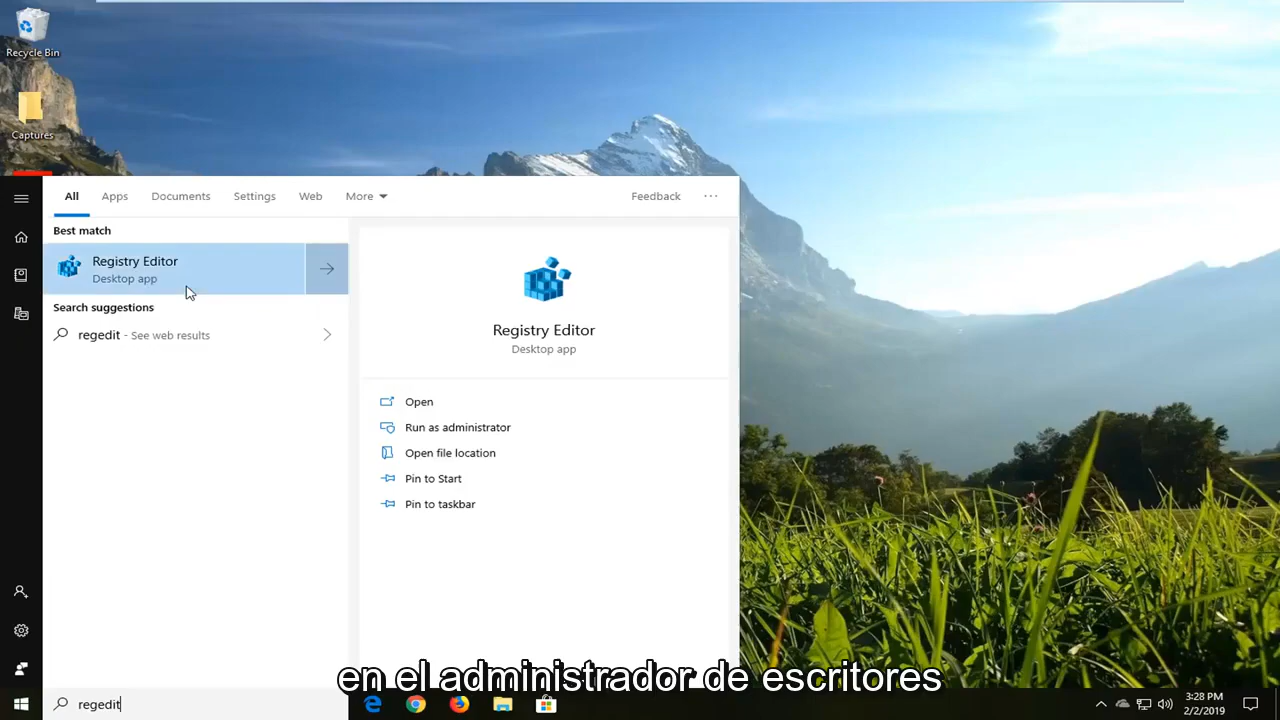 Recycle Bin
Captures
All Apps Documents Settings Web More Feedback ...
Best match
Registry Editor
Desktop app
Search suggestions
regedit - See web results
Registry Editor
Desktop app
Open
Run as administrator
Open file location
Pin to Start
Pin to taskbar
en el administrador de escritores
regedit
3:28 PM
2/2/2019